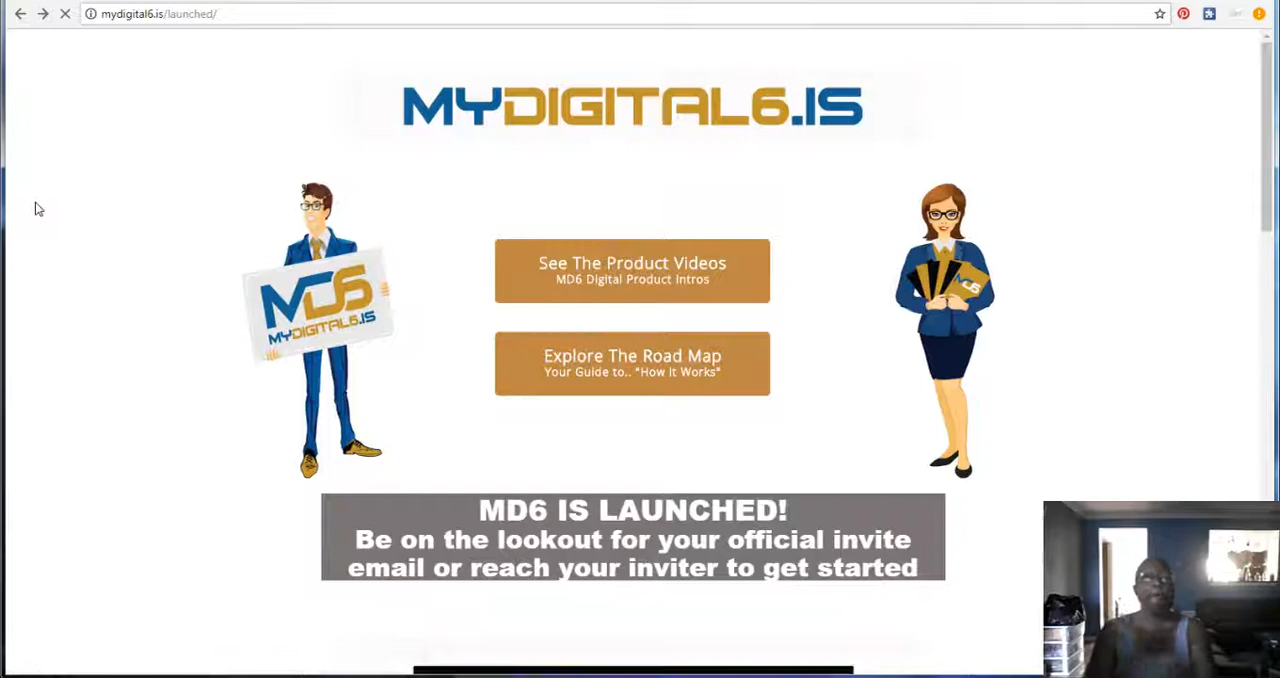 mydigital6.is/launched/
MYDIGITAL6.IS
See The Product Videos
MD6 Digital Product Intros
MD6
MYDIGITAL6.IS
Explore The Road Map
Your Guide to.. "How It Works"
MD6 IS LAUNCHED!
Be on the lookout for your official invite
email or reach your inviter to get started